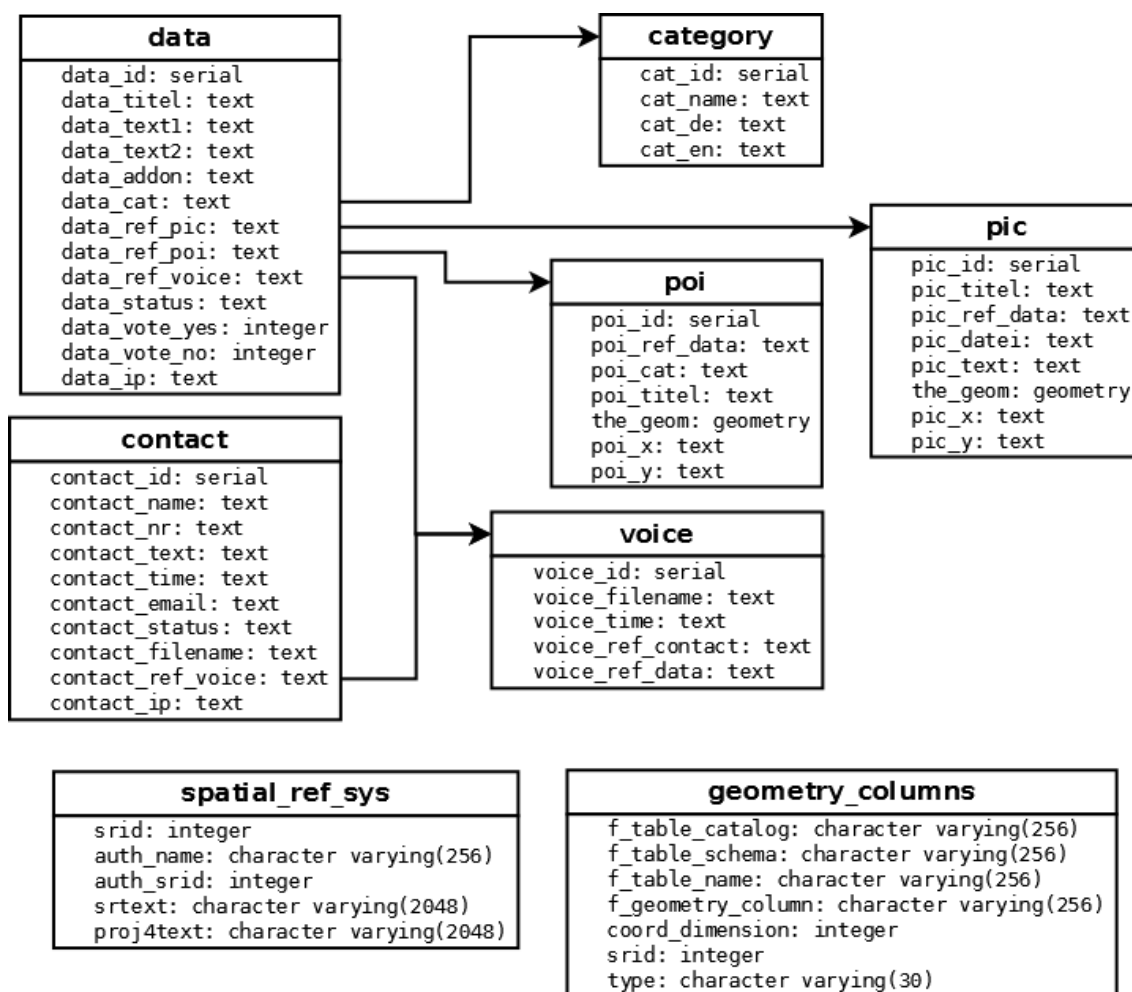 data
data_id: serial
data_titel: text
data_text1: text
data_text2: text
data_addon: text
data_cat: text
data_ref_pic: text
data_ref_poi: text
data_ref_voice: text
data_status: text
data_vote_yes: integer
data_vote_no: integer
data_ip: text
category
cat_id: serial
cat_name: text
cat_de: text
cat_en: text
pic
pic_id: serial
pic_titel: text
pic_ref_data: text
pic_datei: text
pic_text: text
the_geom: geometry
pic_x: text
pic_y: text
poi
poi_id: serial
poi_ref_data: text
poi_cat: text
poi_titel: text
the_geom: geometry
poi_x: text
poi_y: text
contact
contact_id: serial
contact_name: text
contact_nr: text
contact_text: text
contact_time: text
contact_email: text
contact_status: text
contact_filename: text
contact_ref_voice: text
contact_ip: text
voice
voice_id: serial
voice_filename: text
voice_time: text
voice_ref_contact: text
voice_ref_data: text
spatial_ref_sys
srid: integer
auth_name: character varying(256)
auth_srid: integer
srtext: character varying(2048)
proj4text: character varying(2048)
geometry_columns
f_table_catalog: character varying(256)
f_table_schema: character varying(256)
f_table_name: character varying(256)
f_geometry_column: character varying(256)
coord_dimension: integer
srid: integer
type: character varying(30)